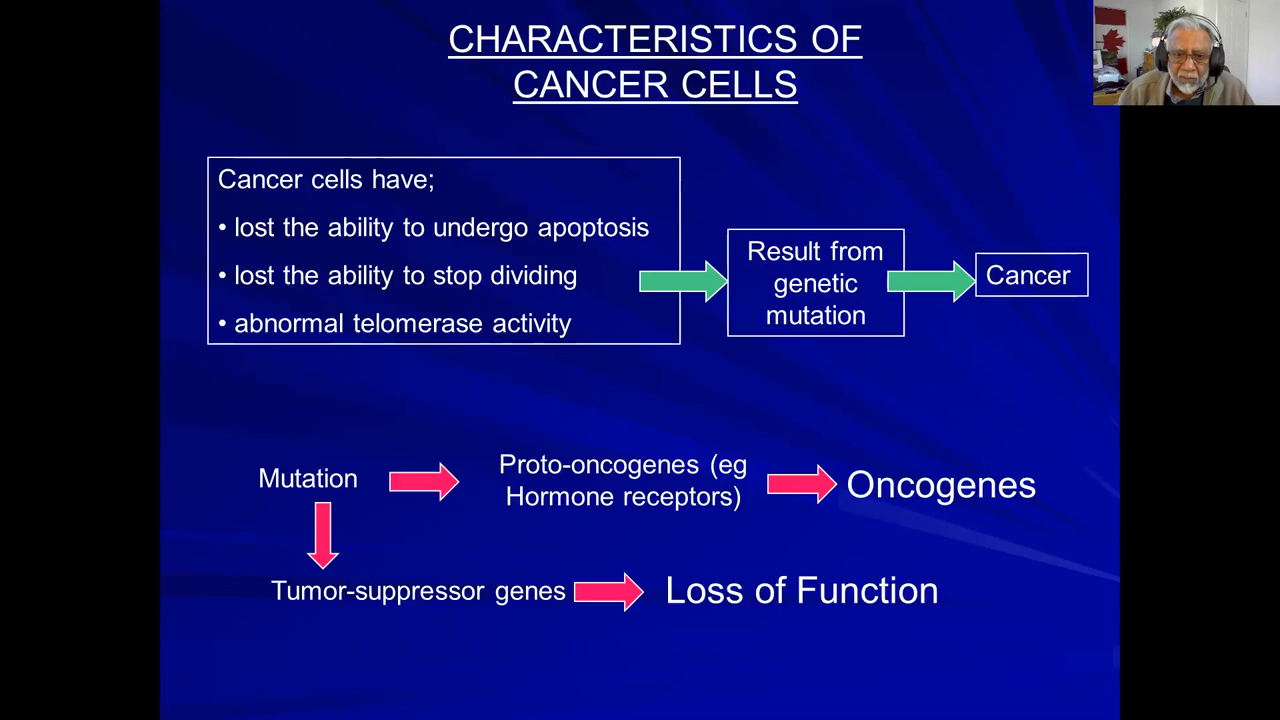 CHARACTERISTICS OF
CANCER CELLS
Cancer cells have;
• lost the ability to undergo apoptosis
• lost the ability to stop dividing
• abnormal telomerase activity
Result from
genetic
mutation
Cancer
Mutation
Proto-oncogenes (eg
Hormone receptors)
Oncogenes
Tumor-suppressor genes
Loss of Function